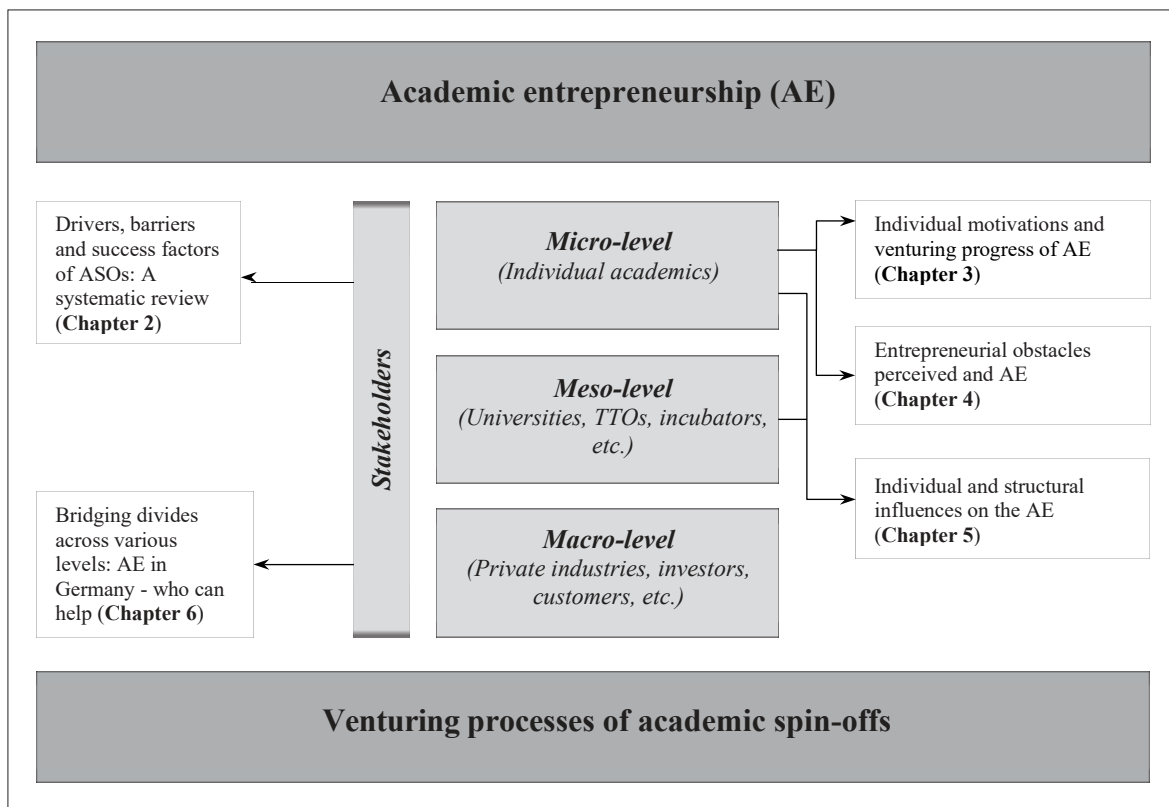 Academic entrepreneurship (AE)
Drivers, barriers
and success factors
of ASOs: A
systematic review
(Chapter 2)
Bridging divides
across various
levels: AE in
Germany - who can
help (Chapter 6)
Stakeholders
Micro-level
(Individual academics)
Meso-level
(Universities, TTOs, incubators,
etc.)
Macro-level
(Private industries, investors,
customers, etc.)
Individual motivations and
venturing progress of AE
(Chapter 3)
Entrepreneurial obstacles
perceived and AE
(Chapter 4)
Individual and structural
influences on the AE
(Chapter 5)
Venturing processes of academic spin-offs